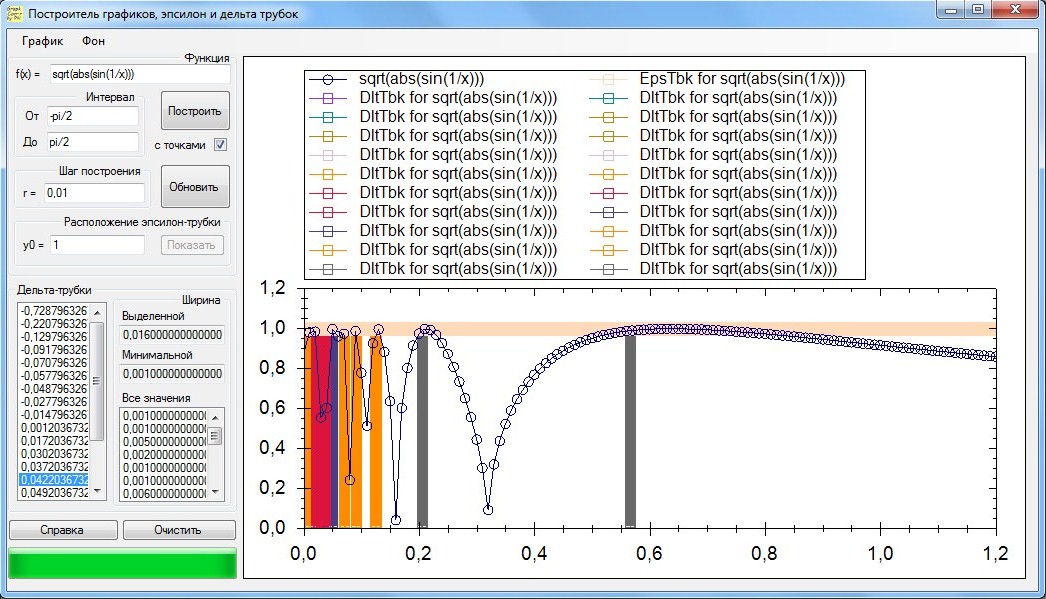 Построитель графиков, эпсилон и дельта трубок
График Фон
Функция
f(x) = sqrt(abs(sin(1/x)))
Интервал
От -pi/2
До pi/2
Построить
с точками
Шаг построения
r = 0,01
Обновить
Расположение эпсилон-трубки
y0 = 1
Показать
Дельта-трубки
-0,728796326
-0,220796326
-0,129796326
-0,091796326
-0,070796326
-0,057796326
-0,048796326
-0,027796326
-0,014796326
0,0012036732
0,0172036732
0,0302036732
0,0372036732
0,0422036732
0,0492036732
Ширина
Выделенной
0,016000000000000
Минимальной
0,001000000000000
Все значения
0,0010000000000
0,0010000000000
0,0050000000000
0,0020000000000
0,0010000000000
0,0010000000000
0,0060000000000
Справка
Очистить
sqrt(abs(sin(1/x))) EpsTbk for sqrt(abs(sin(1/x)))
DltTbk for sqrt(abs(sin(1/x))) DltTbk for sqrt(abs(sin(1/x)))
DltTbk for sqrt(abs(sin(1/x))) DltTbk for sqrt(abs(sin(1/x)))
DltTbk for sqrt(abs(sin(1/x))) DltTbk for sqrt(abs(sin(1/x)))
DltTbk for sqrt(abs(sin(1/x))) DltTbk for sqrt(abs(sin(1/x)))
DltTbk for sqrt(abs(sin(1/x))) DltTbk for sqrt(abs(sin(1/x)))
DltTbk for sqrt(abs(sin(1/x))) DltTbk for sqrt(abs(sin(1/x)))
DltTbk for sqrt(abs(sin(1/x))) DltTbk for sqrt(abs(sin(1/x)))
DltTbk for sqrt(abs(sin(1/x))) DltTbk for sqrt(abs(sin(1/x)))
DltTbk for sqrt(abs(sin(1/x))) DltTbk for sqrt(abs(sin(1/x)))
DltTbk for sqrt(abs(sin(1/x))) DltTbk for sqrt(abs(sin(1/x)))
1,2
1,0
0,8
0,6
0,4
0,2
0,0
0,0 0,2 0,4 0,6 0,8 1,0 1,2